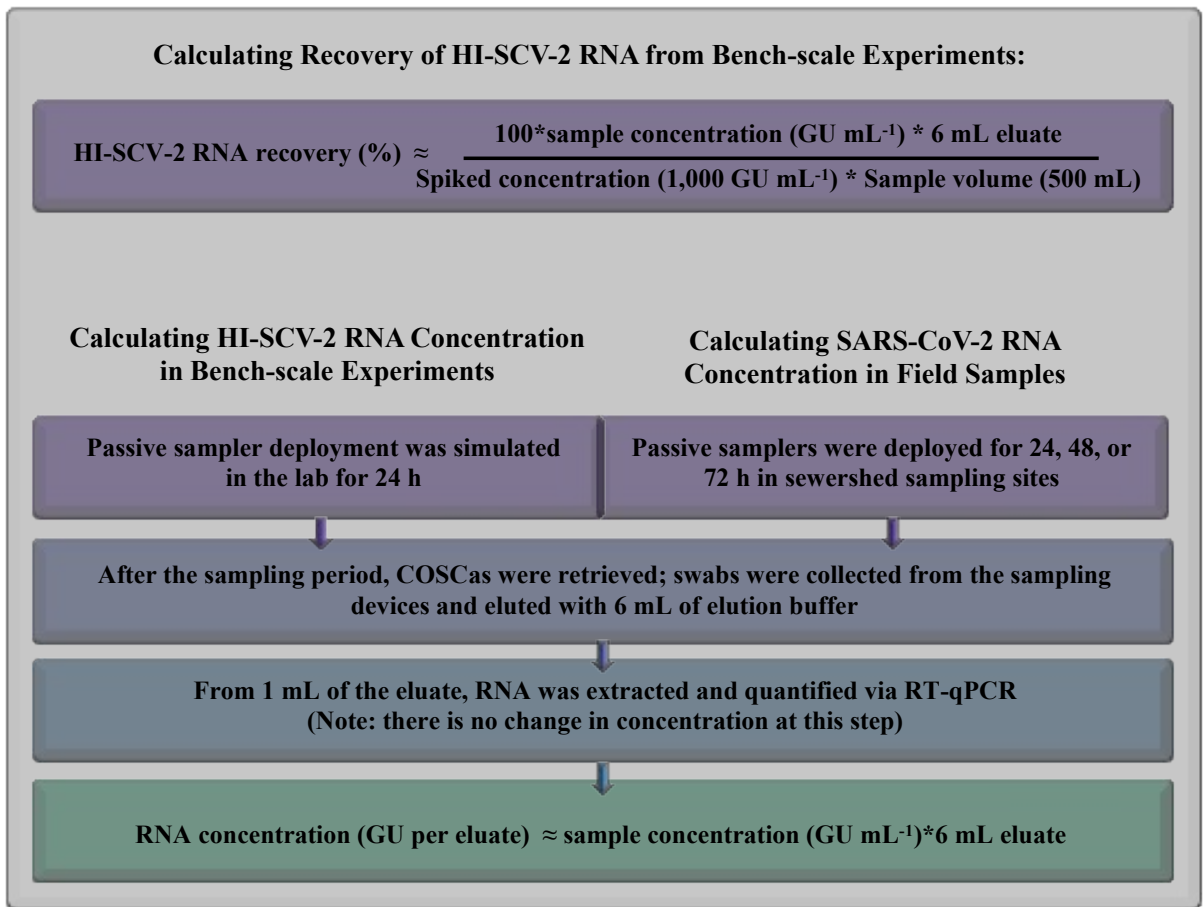 Calculating Recovery of HI-SCV-2 RNA from Bench-scale Experiments:
HI-SCV-2 RNA recovery (%) ≈ 100*sample concentration (GU mL⁻¹) * 6 mL eluate
Spiked concentration (1,000 GU mL⁻¹) * Sample volume (500 mL)
Calculating HI-SCV-2 RNA Concentration
in Bench-scale Experiments
Calculating SARS-CoV-2 RNA
Concentration in Field Samples
Passive sampler deployment was simulated
in the lab for 24 h
Passive samplers were deployed for 24, 48, or
72 h in sewershed sampling sites
After the sampling period, COSCas were retrieved; swabs were collected from the sampling
devices and eluted with 6 mL of elution buffer
From 1 mL of the eluate, RNA was extracted and quantified via RT-qPCR
(Note: there is no change in concentration at this step)
RNA concentration (GU per eluate) ≈ sample concentration (GU mL⁻¹)*6 mL eluate